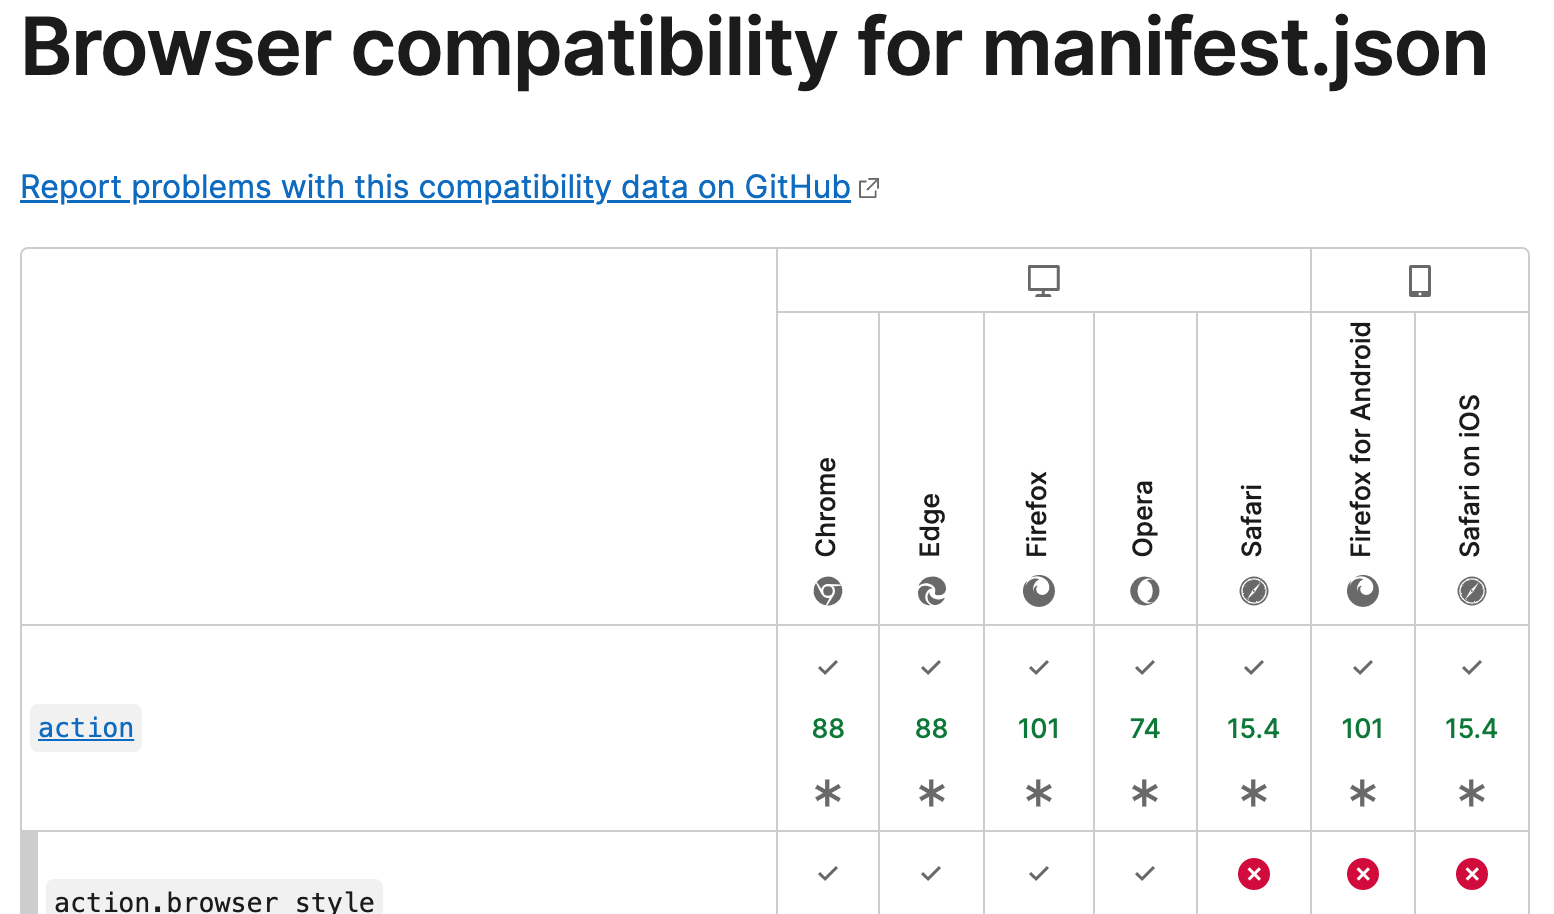 Browser compatibility for manifest.json
Report problems with this compatibility data on GitHub
Chrome
Edge
Firefox
Opera
Safari
Firefox for Android
Safari on iOS
action
88
88
101
74
15.4
101
15.4
*
*
*
*
*
*
*
action.browser_style